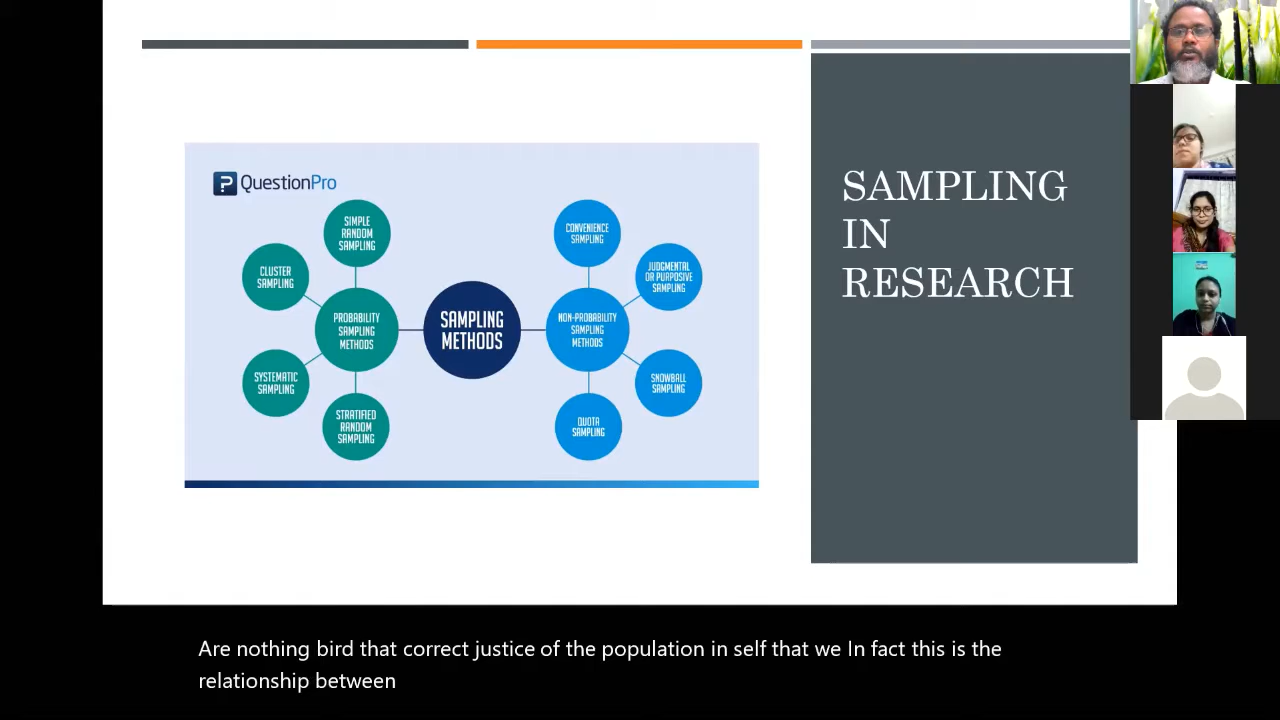 QuestionPro
SIMPLE
RANDOM
SAMPLING
CLUSTER
SAMPLING
PROBABILITY
SAMPLING
METHODS
SYSTEMATIC
SAMPLING
STRATIFIED
RANDOM
SAMPLING
SAMPLING
METHODS
CONVENIENCE
SAMPLING
JUDGMENTAL
OR PURPOSIVE
SAMPLING
NON-PROBABILITY
SAMPLING
METHODS
SNOWBALL
SAMPLING
QUOTA
SAMPLING
SAMPLING
IN
RESEARCH
Are nothing bird that correct justice of the population in self that we In fact this is the
relationship between